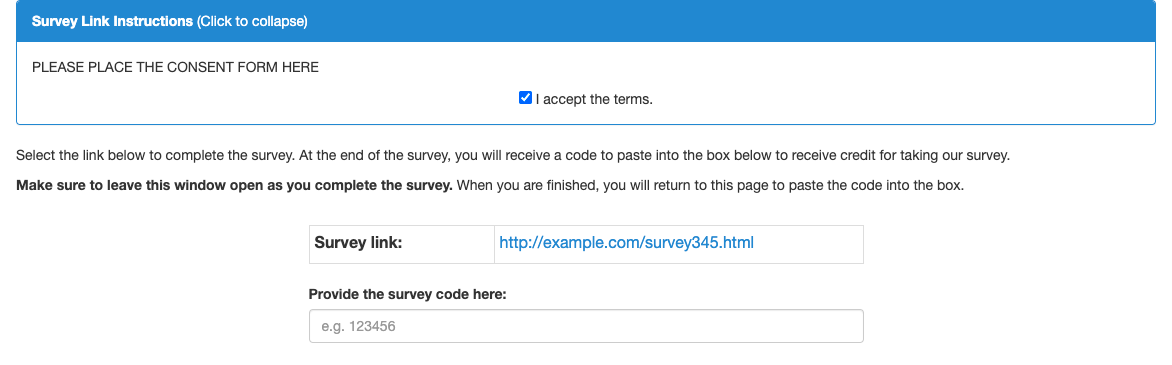 Survey Link Instructions (Click to collapse)
PLEASE PLACE THE CONSENT FORM HERE
I accept the terms.
Select the link below to complete the survey. At the end of the survey, you will receive a code to paste into the box below to receive credit for taking our survey.
Make sure to leave this window open as you complete the survey. When you are finished, you will return to this page to paste the code into the box.
Survey link: http://example.com/survey345.html
Provide the survey code here:
e.g. 123456